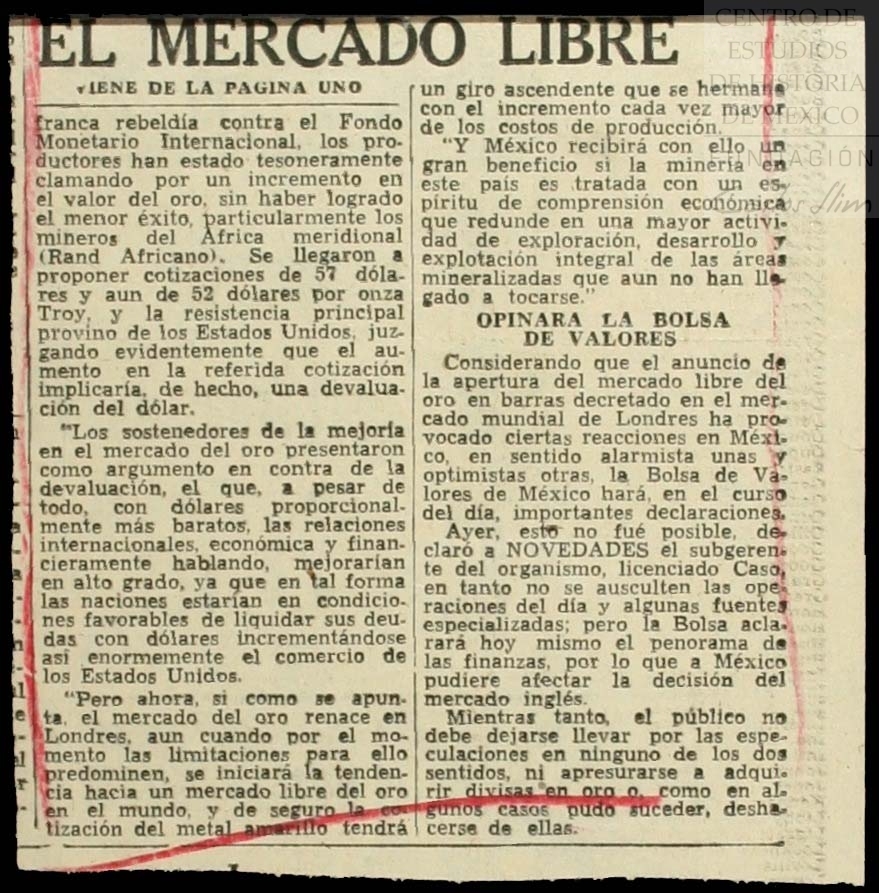 EL MERCADO LIBRE
VIENE DE LA PAGINA UNO
franca rebeldía contra el Fondo
Monetario Internacional, los pro-
ductores han estado tesoneramente
clamando por un incremento en
el valor del oro, sin haber logrado
el menor éxito, particularmente los
mineros del Africa meridional
(Rand Africano). Se llegaron a
proponer cotizaciones de 57 dóla-
res y aun de 52 dólares por onza
Troy, y la resistencia principal
provino de los Estados Unidos, juz-
gando evidentemente que el au-
mento en la referida cotización
implicaría, de hecho, una devalua-
ción del dólar.
"Los sostenedores de la mejoría
en el mercado del oro presentaron
como argumento en contra de la
devaluación, el que, a pesar de
todo, con dólares proporcional-
mente más baratos, las relaciones
internacionales, económica y finan-
cieramente hablando, mejorarían
en alto grado, ya que en tal forma
las naciones estarían en condicio-
nes favorables de liquidar sus deu-
das con dólares incrementándose
así enormemente el comercio de
los Estados Unidos.
"Pero ahora, si como se apun-
ta, el mercado del oro renace en
Londres, aun cuando por el mo-
mento las limitaciones para ello
predominen, se iniciará la tenden-
cia hacia un mercado libre del oro
en el mundo, y de seguro la co-
tización del metal amarillo tendrá
un giro ascendente que se hermana
con el incremento cada vez mayor
de los costos de producción.
"Y México recibirá con ello un
gran beneficio si la minería en
este país es tratada con un es-
píritu de comprensión económica
que redunde en una mayor activi-
dad de exploración, desarrollo y
explotación integral de las áreas
mineralizadas que aun no han lle-
gado a tocarse."
OPINARA LA BOLSA
DE VALORES
Considerando que el anuncio de
la apertura del mercado libre del
oro en barras decretado en el mer-
cado mundial de Londres ha pro-
vocado ciertas reacciones en Méxi-
co, en sentido alarmista unas y
optimistas otras, la Bolsa de Va-
lores de México hará, en el curso
del día, importantes declaraciones.
Ayer, esto no fué posible, de-
claró a NOVEDADES el subgeren-
te del organismo, licenciado Caso,
en tanto no se ausculten las ope-
raciones del día y algunas fuentes
especializadas; pero la Bolsa acla-
rará hoy mismo el penorama de
las finanzas, por lo que a México
pudiere afectar la decisión del
mercado inglés.
Mientras tanto, el público no
debe dejarse llevar por las espe-
culaciones en ninguno de los dos
sentidos, ni apresurarse a adqui-
rir divisas en oro o, como en al-
gunos casos pudo suceder, desha-
cerse de ellas.
CENTRO DE
ESTUDIOS
DE HISTORIA
DE MÉXICO
FUNDACIÓN
Carlos Slim